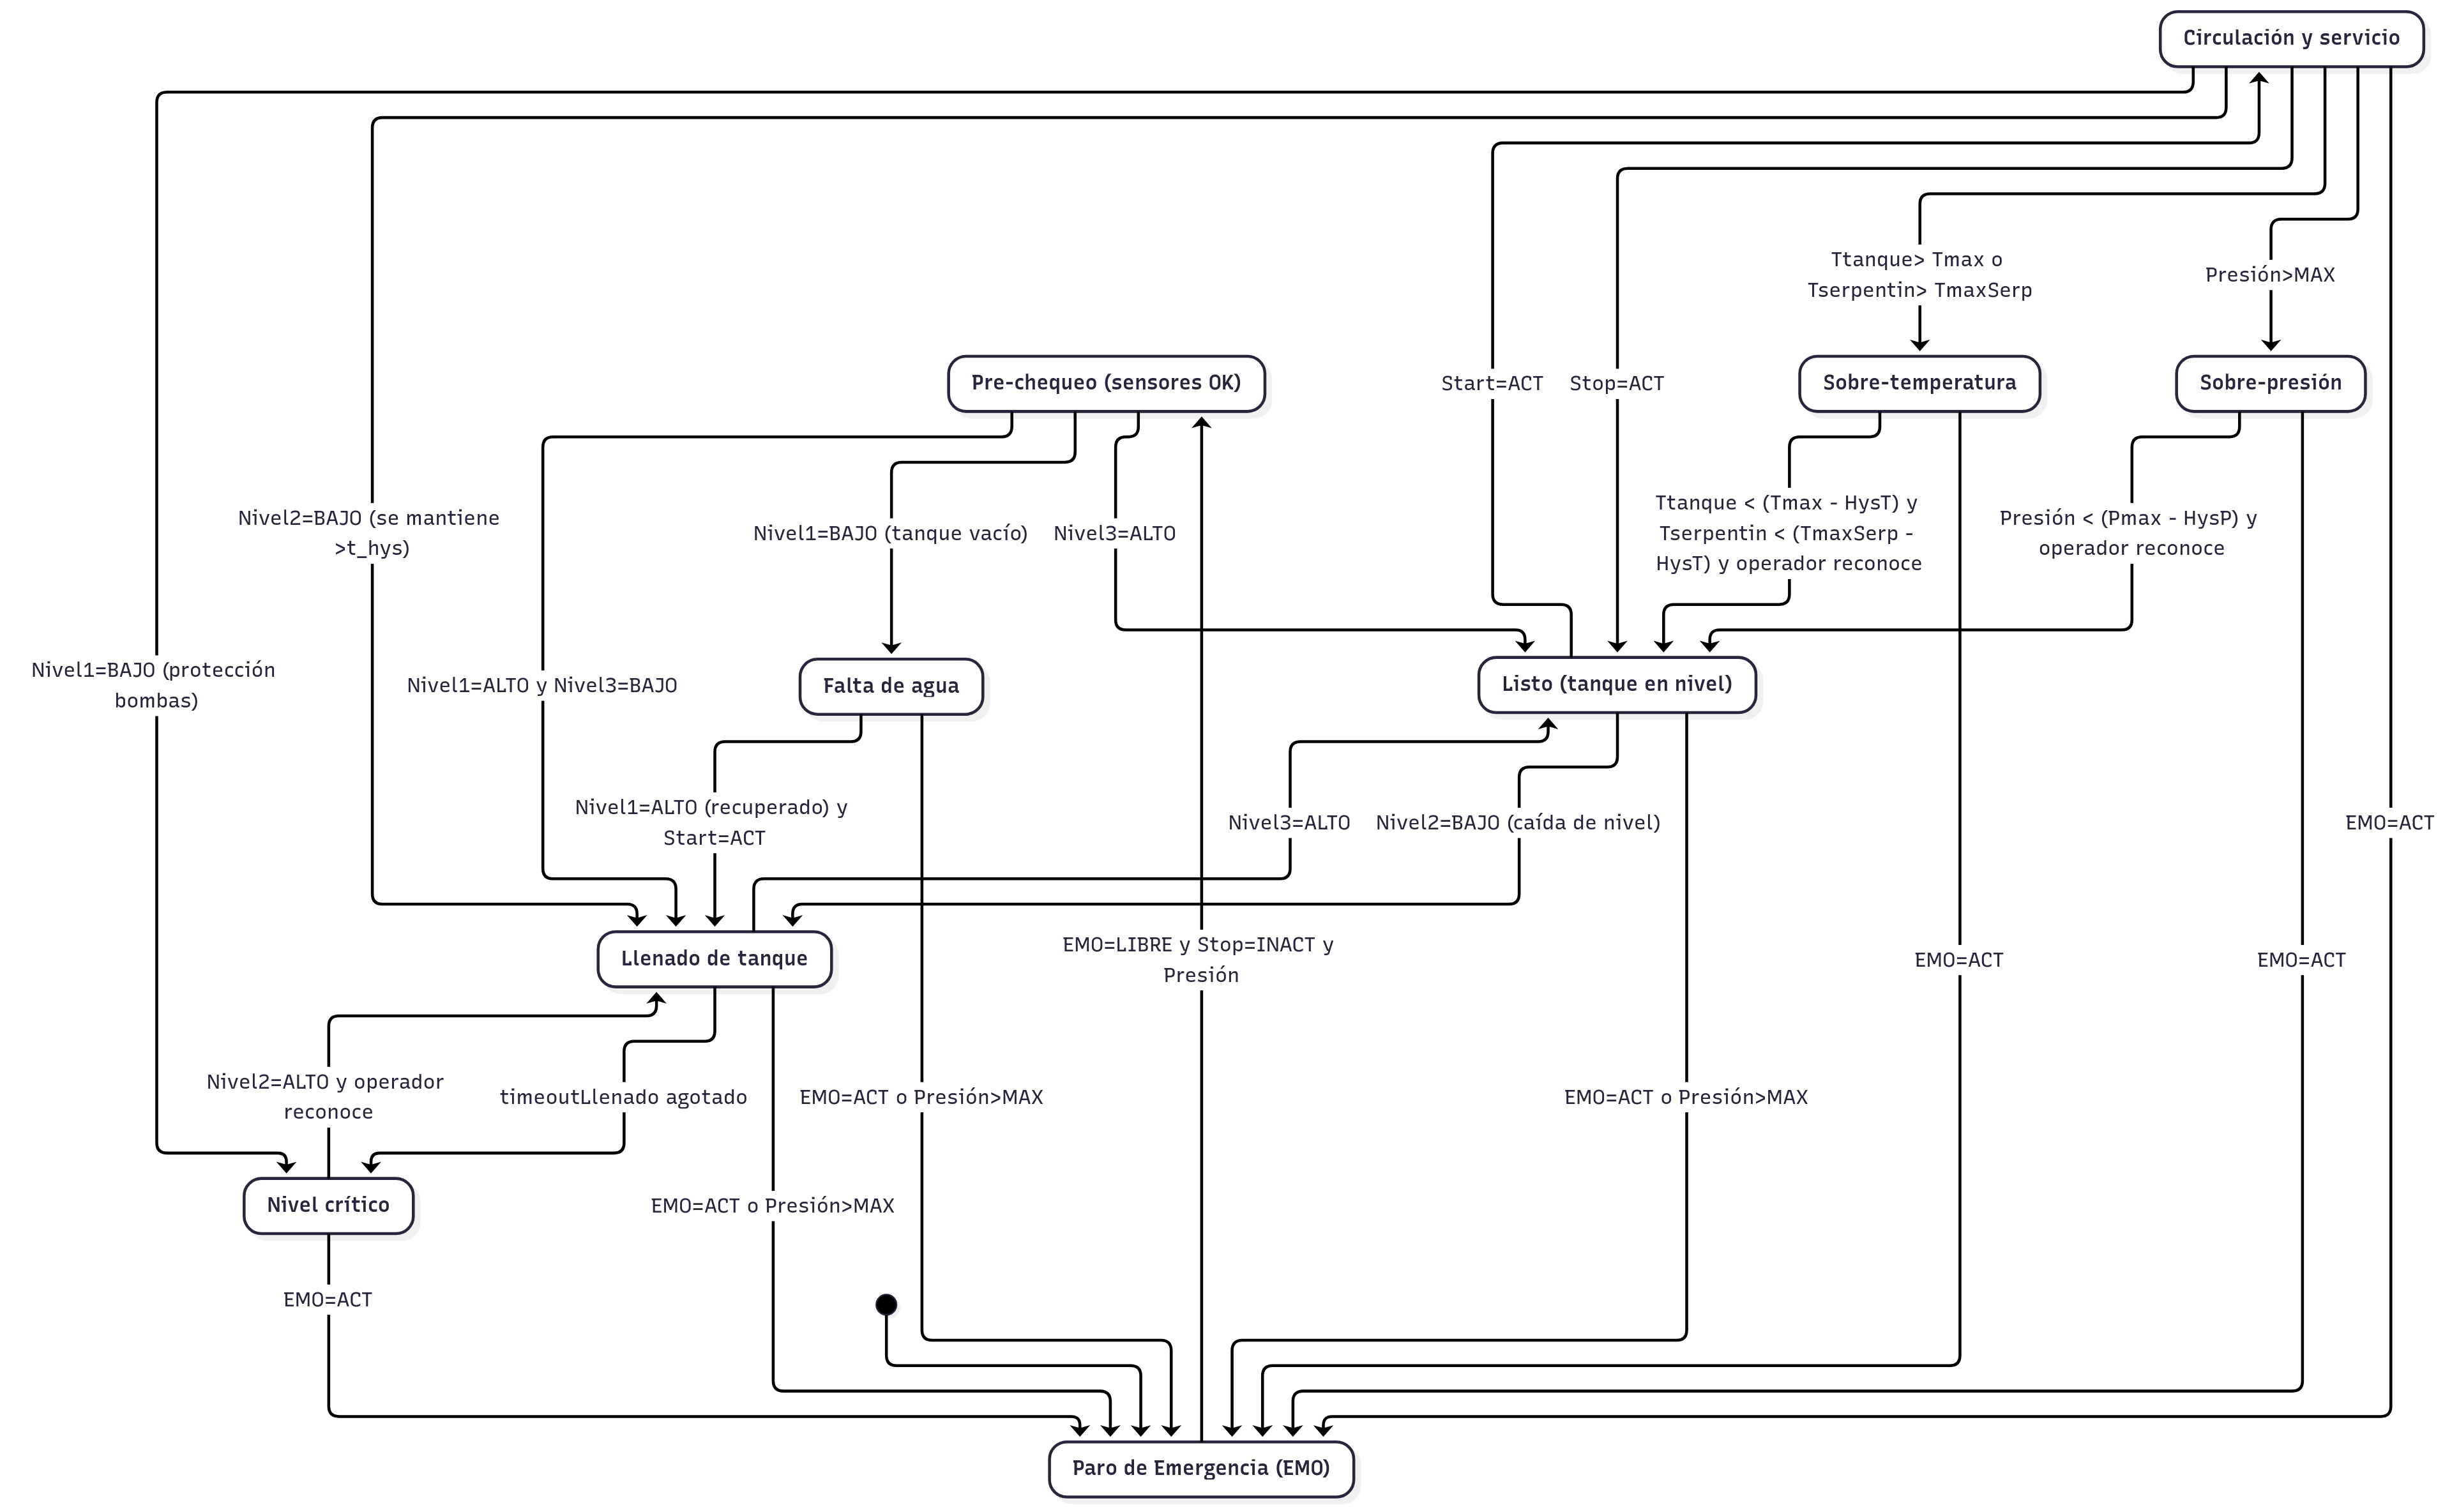 Circulación y servicio
Ttanque> Tmax o
Tserpentin> TmaxSerp
Presión>MAX
Pre-chequeo (sensores OK)
Start=ACT
Stop=ACT
Sobre-temperatura
Sobre-presión
Nivel2=BAJO (se mantiene
>t_hys)
Nivel1=BAJO (tanque vacío)
Nivel3=ALTO
Ttanque < (Tmax - HysT) y
Tserpentin < (TmaxSerp -
HysT) y operador reconoce
Presión < (Pmax - HysP) y
operador reconoce
Nivel1=BAJO (protección
bombas)
Nivel1=ALTO y Nivel3=BAJO
Falta de agua
Listo (tanque en nivel)
Nivel1=ALTO (recuperado) y
Start=ACT
Nivel3=ALTO
Nivel2=BAJO (caída de nivel)
EMO=ACT
Llenado de tanque
EMO=LIBRE y Stop=INACT y
Presión
EMO=ACT
EMO=ACT
Nivel2=ALTO y operador
reconoce
timeoutLlenado agotado
EMO=ACT o Presión>MAX
EMO=ACT o Presión>MAX
Nivel crítico
EMO=ACT o Presión>MAX
EMO=ACT
Paro de Emergencia (EMO)